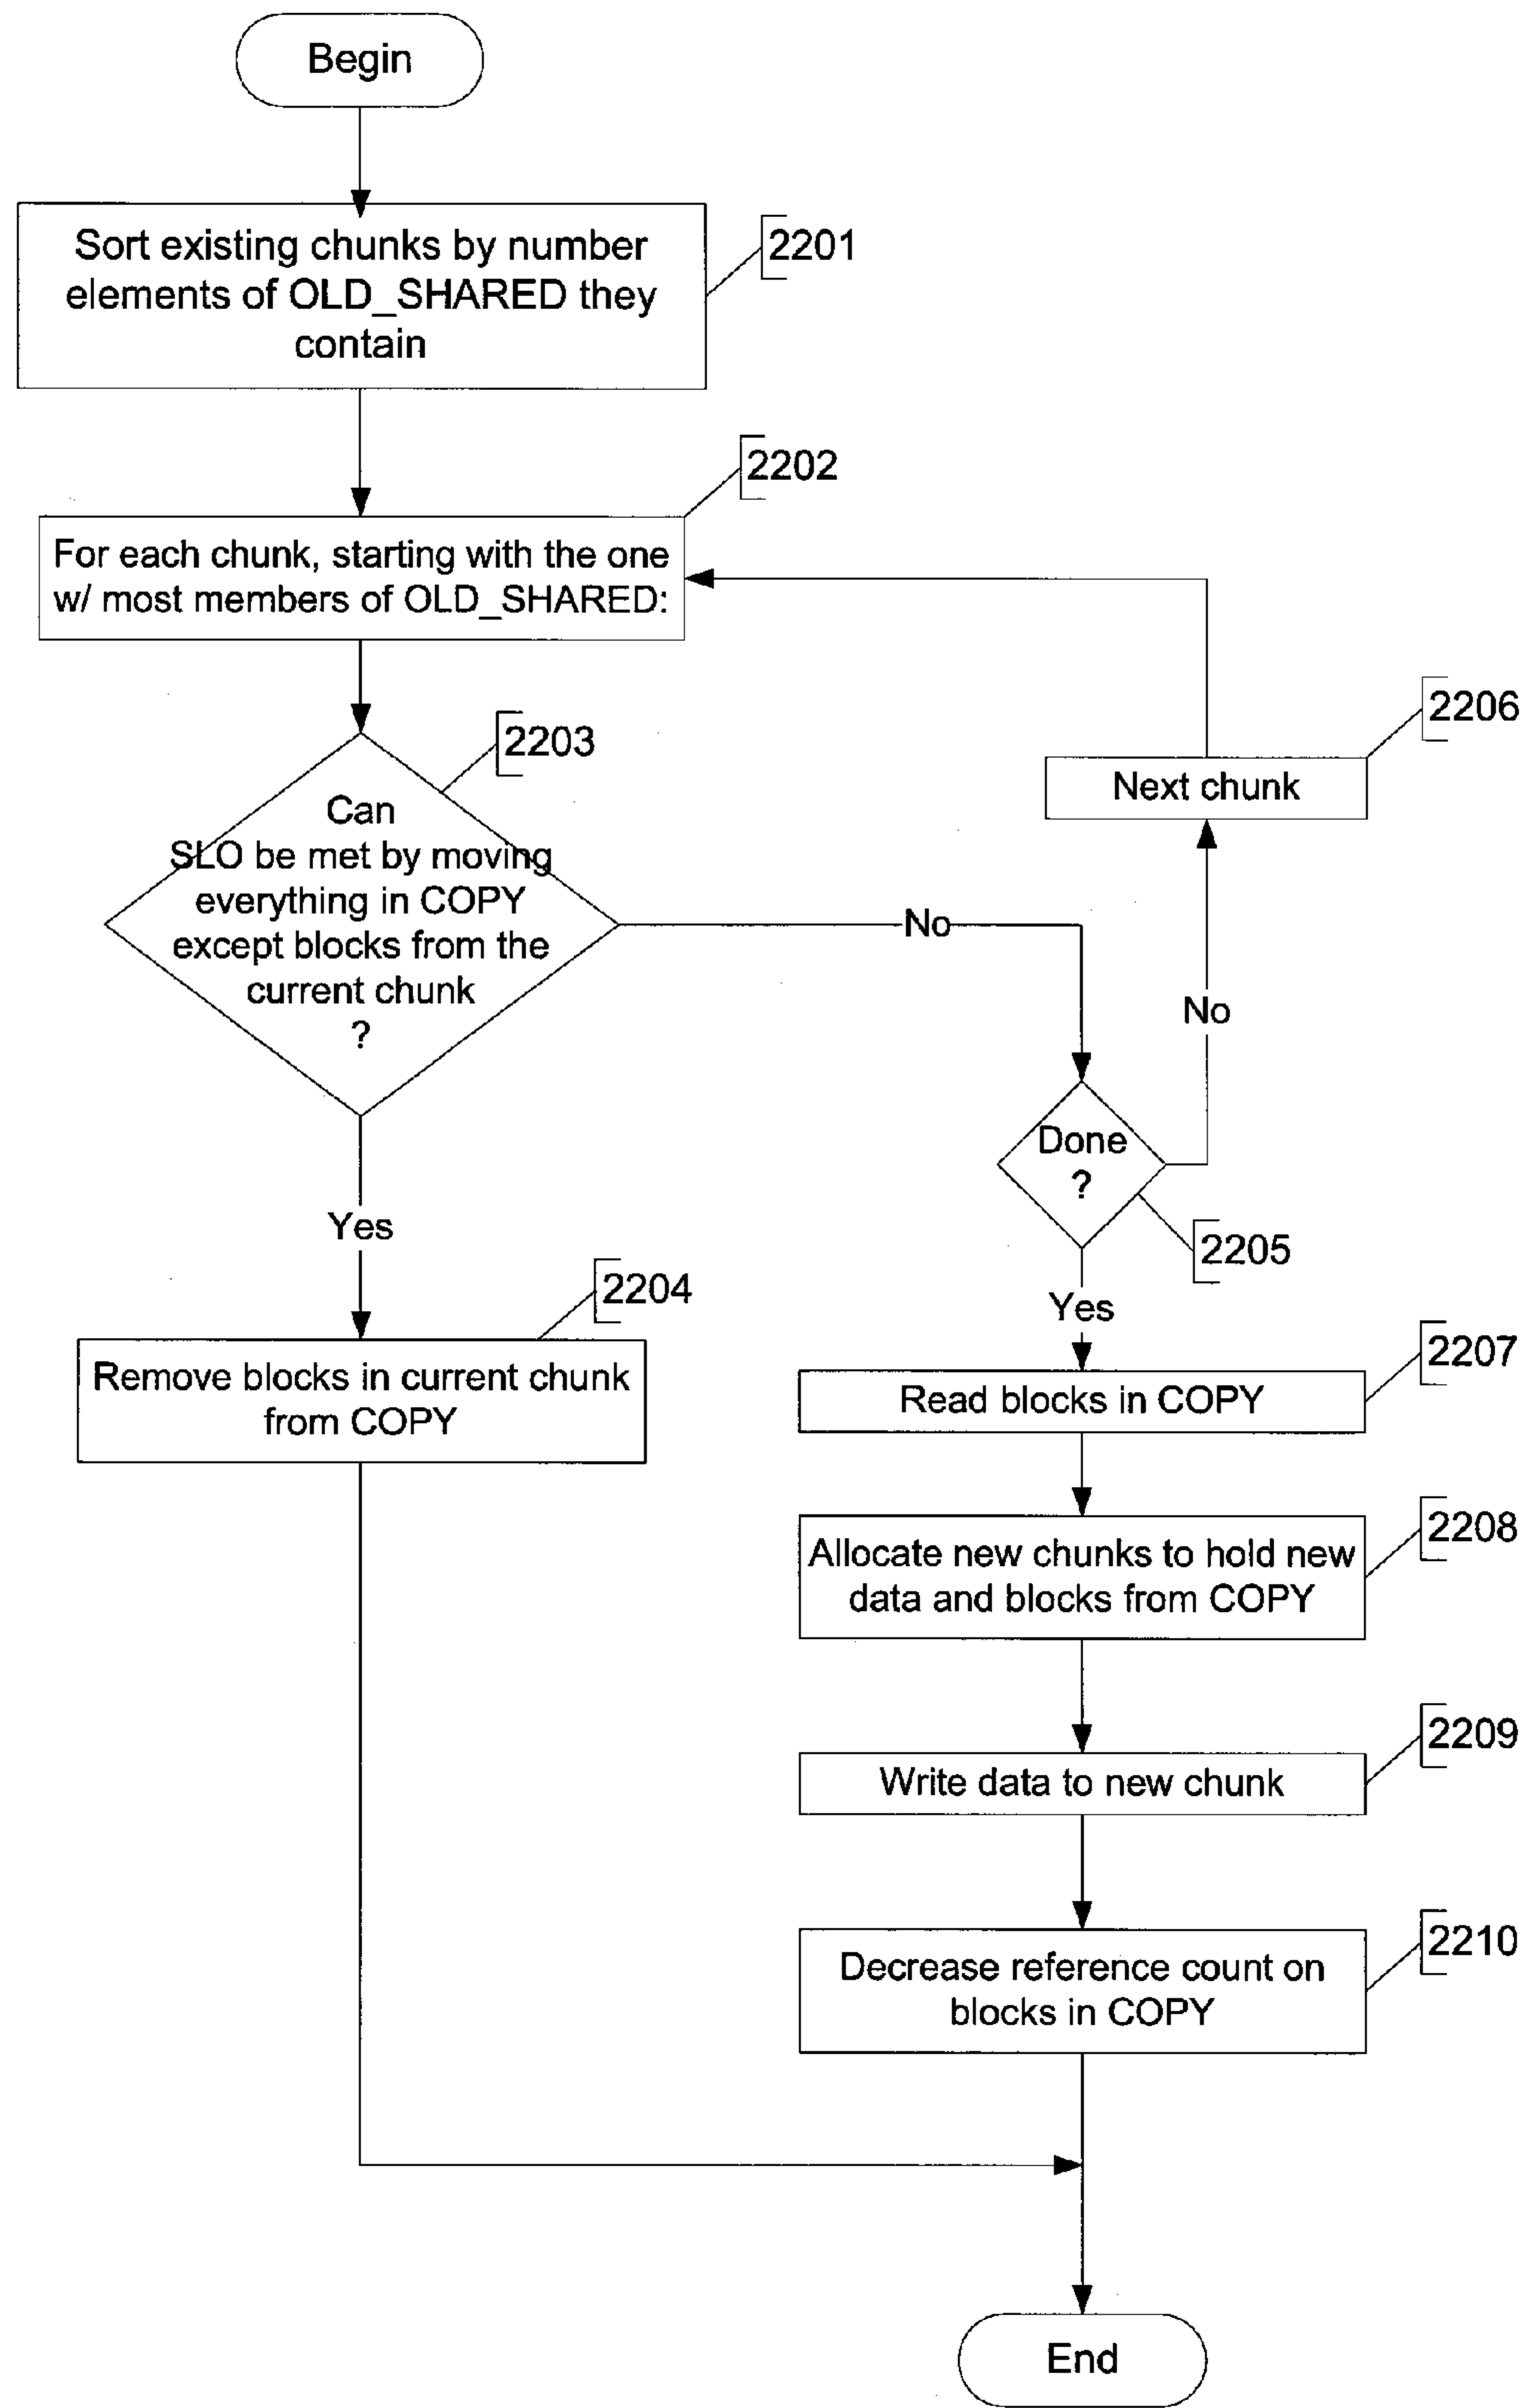 Begin
Sort existing chunks by number
elements of OLD_SHARED they
contain
2201
2202
For each chunk, starting with the one
w/ most members of OLD_SHARED:
2203
Can
SLO be met by moving
everything in COPY
except blocks from the
current chunk
?
No
2206
Next chunk
No
Done
?
2205
Yes
2204
Remove blocks in current chunk
from COPY
Yes
2207
Read blocks in COPY
2208
Allocate new chunks to hold new
data and blocks from COPY
2209
Write data to new chunk
2210
Decrease reference count on
blocks in COPY
End